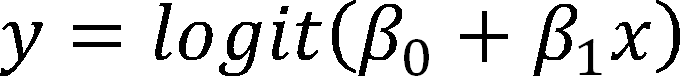 y = logit(β₀ + β₁x)